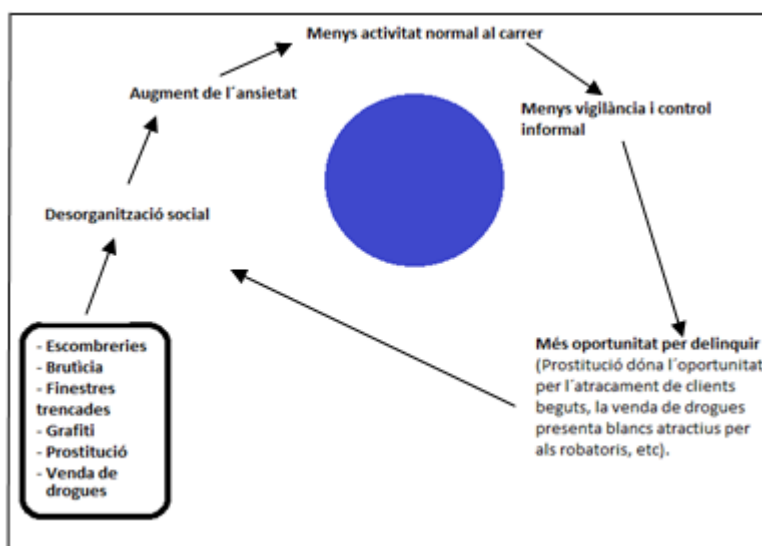 Menys activitat normal al carrer
Augment de l´ansietat
Menys vigilància i control
informal
Desorganització social
- Escombreries
- Brutícia
- Finestres
trencades
- Grafiti
- Prostitució
- Venda de
drogues
Més oportunitat per delinquir
(Prostitució dóna l´oportunitat
per l´atracament de clients
beguts, la venda de drogues
presenta blancs atractius per
als robatoris, etc).